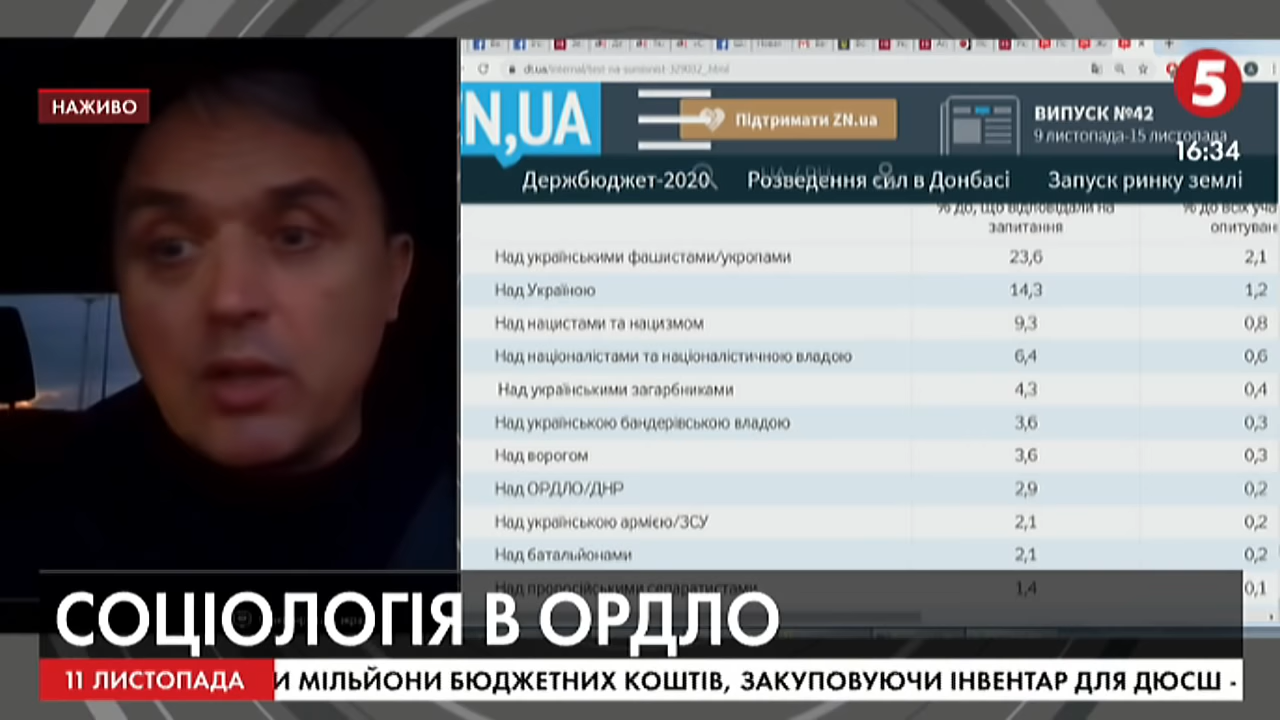 НАЖИВО
5
16:34
ZN,UA
Підтримати ZN.ua
ВИПУСК №42
9 листопада-15 листопада
Держбюджет-2020
Розведення сил в Донбасі
Запуск ринку землі
% до, що відповідали на
запитання
% до всіх
Над українськими фашистами/укропами 23,6 2,1
Над Україною 14,3 1,2
Над нацистами та нацизмом 9,3 0,8
Над націоналістами та націоналістичною владою 6,4 0,6
Над українськими загарбниками 4,3 0,4
Над українською бандерівською владою 3,6 0,3
Над ворогом 3,6 0,3
Над ОРДЛО/ДНР 2,9 0,2
Над українською армією/ЗСУ 2,1 0,2
Над батальйонами 2,1 0,2
Над проросійськими сепаратистами 1,4 0,1
СОЦІОЛОГІЯ В ОРДЛО
11 ЛИСТОПАДА
И МІЛЬЙОНИ БЮДЖЕТНИХ КОШТІВ, ЗАКУПОВУЮЧИ ІНВЕНТАР ДЛЯ ДЮСШ -